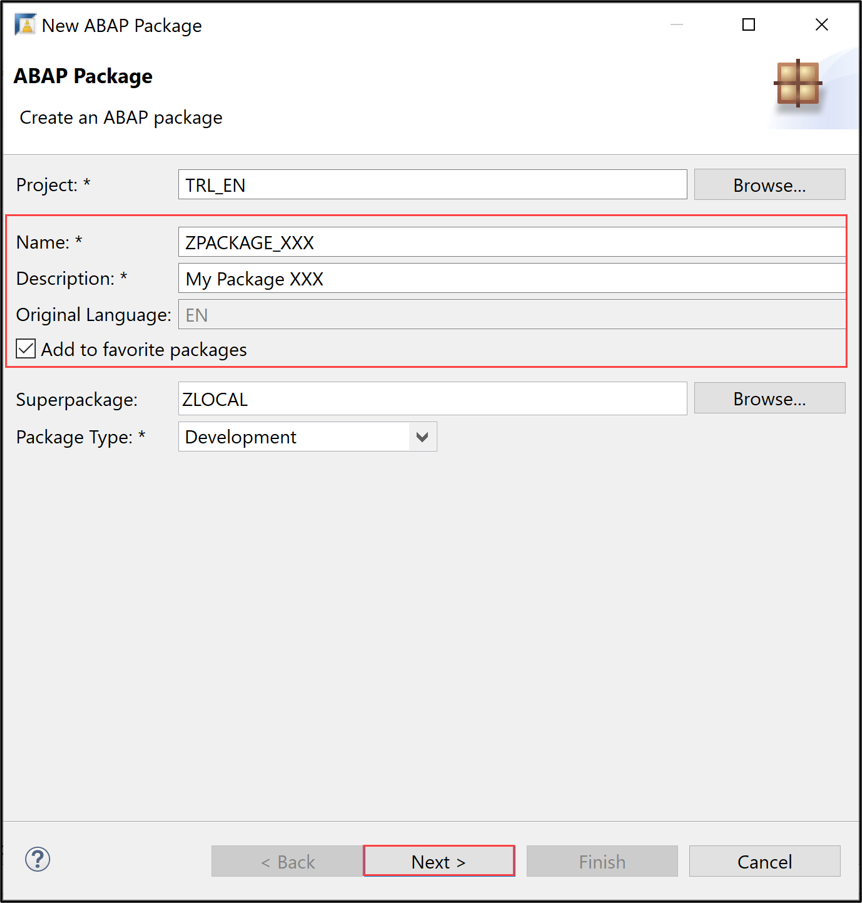 New ABAP Package
ABAP Package
Create an ABAP package
Project: * TRL_EN Browse...
Name: * ZPACKAGE_XXX
Description: * My Package XXX
Original Language: EN
Add to favorite packages
Superpackage: ZLOCAL Browse...
Package Type: * Development
? < Back Next > Finish Cancel